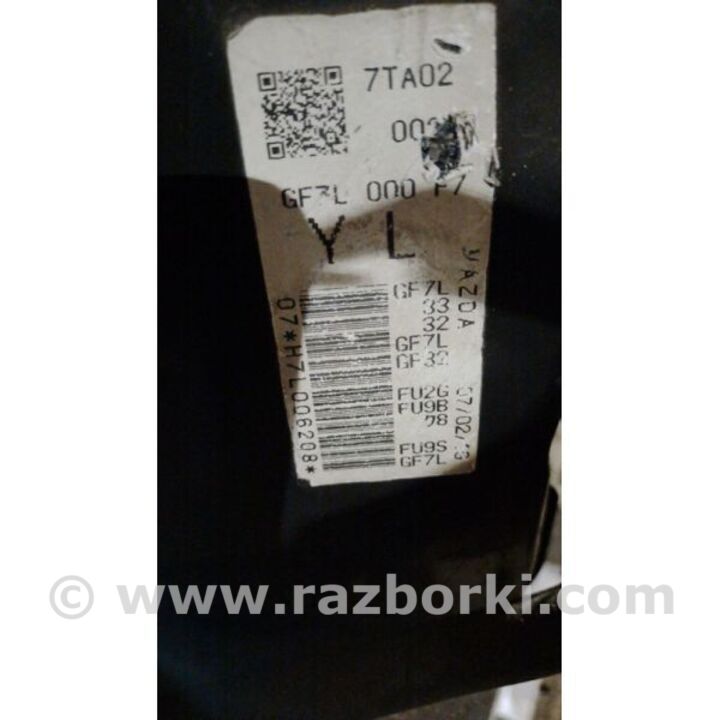 7TA02
GF7L 000 F7
Y L
GF7L
33
32
GF7L
GF32
FU2G
FU9B
78
FU9S
GF7L
MAZDA
07*H7L006208*
© www.razborki.com